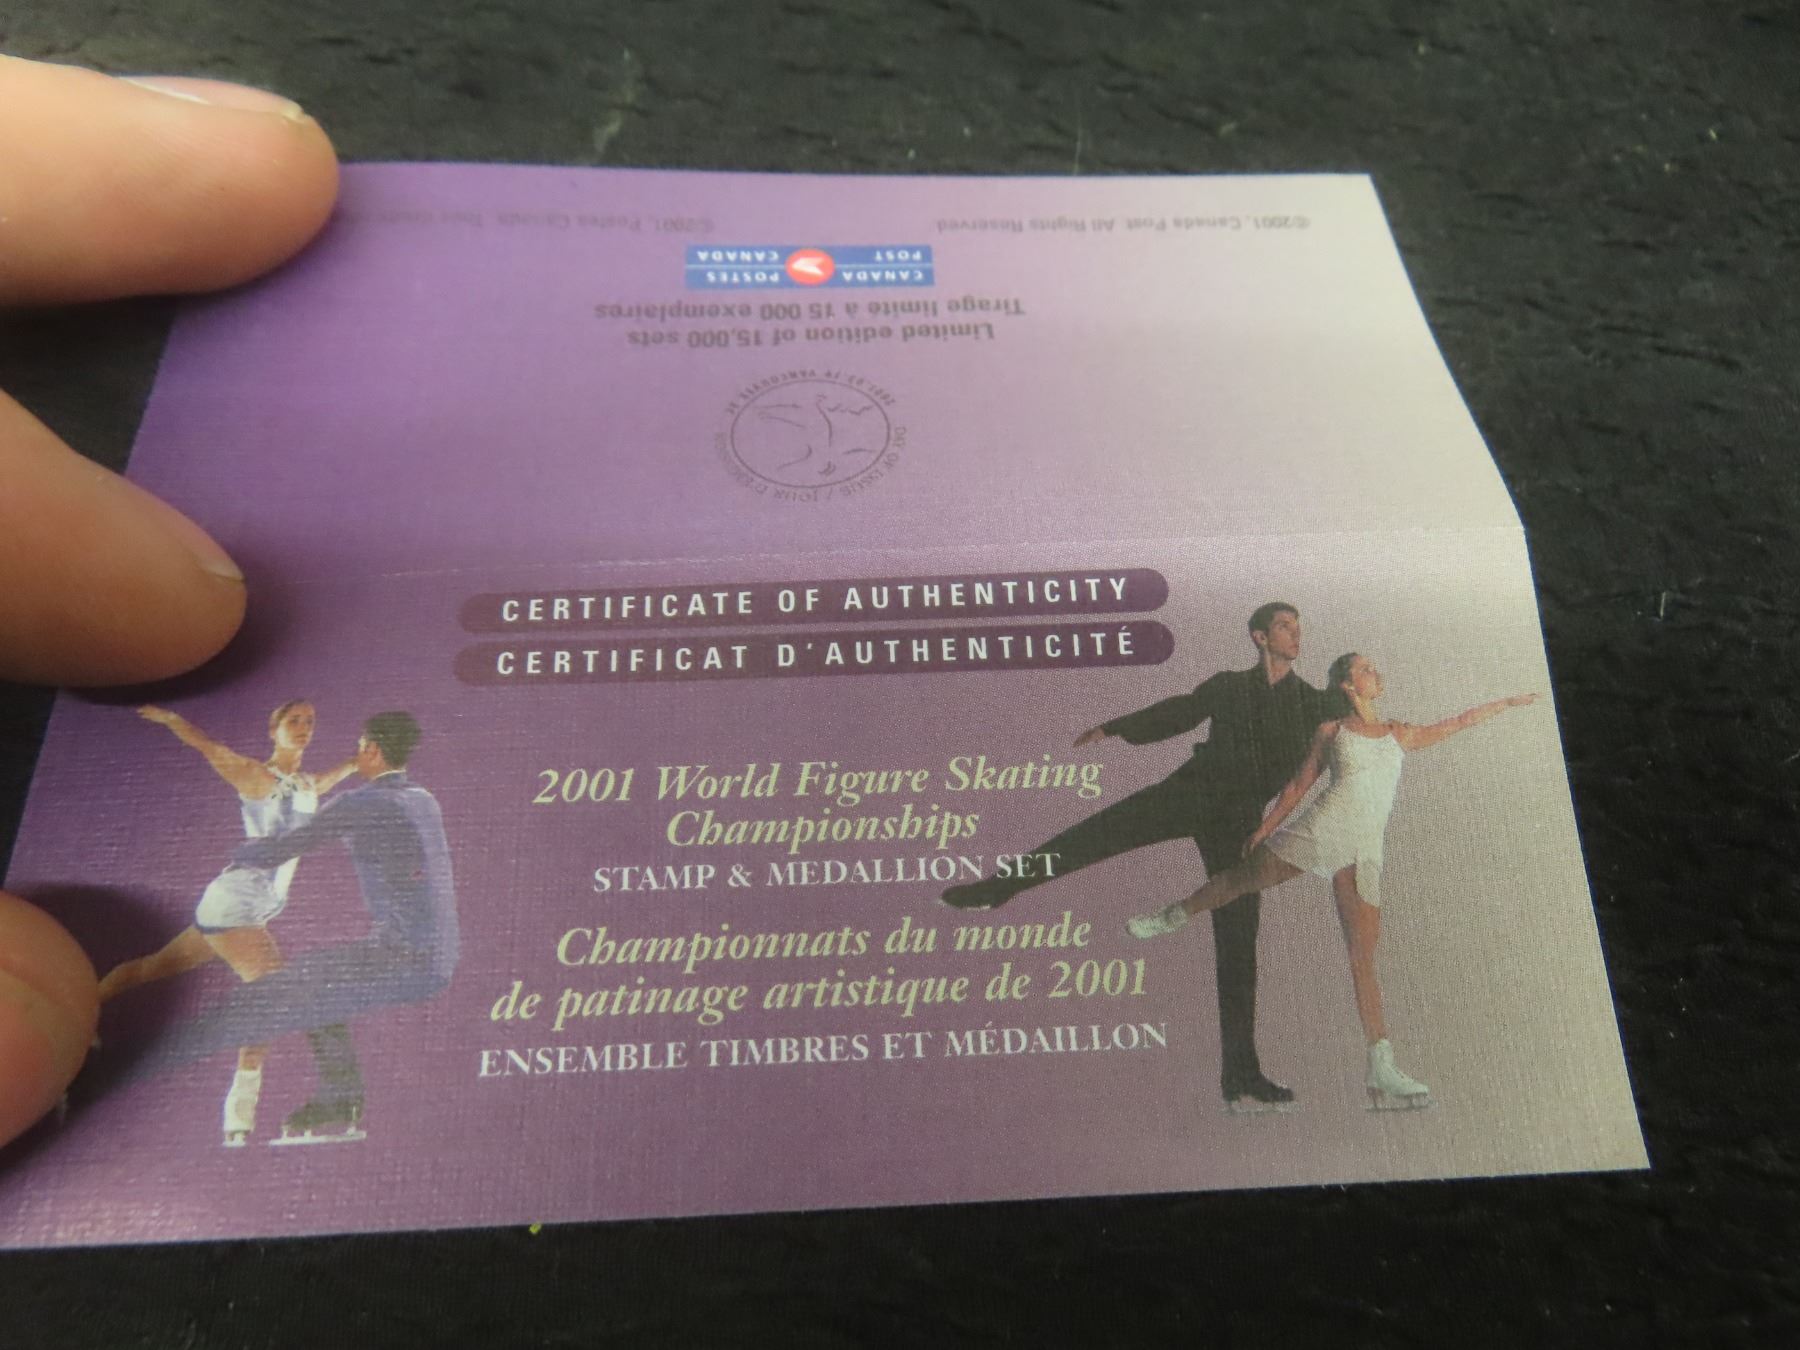 ©2001, Canada Post All Rights Reserved.
©2001, Postes Canada.
CANADA POST
POSTES CANADA
Tirage limité à 15 000 exemplaires
Limited edition of 15,000 sets
DAY OF ISSUE / JOUR D'ÉMISSION
VANCOUVER BC
CERTIFICATE OF AUTHENTICITY
CERTIFICAT D'AUTHENTICITÉ
2001 World Figure Skating
Championships
STAMP & MEDALLION SET
Championnats du monde
de patinage artistique de 2001
ENSEMBLE TIMBRES ET MÉDAILLON